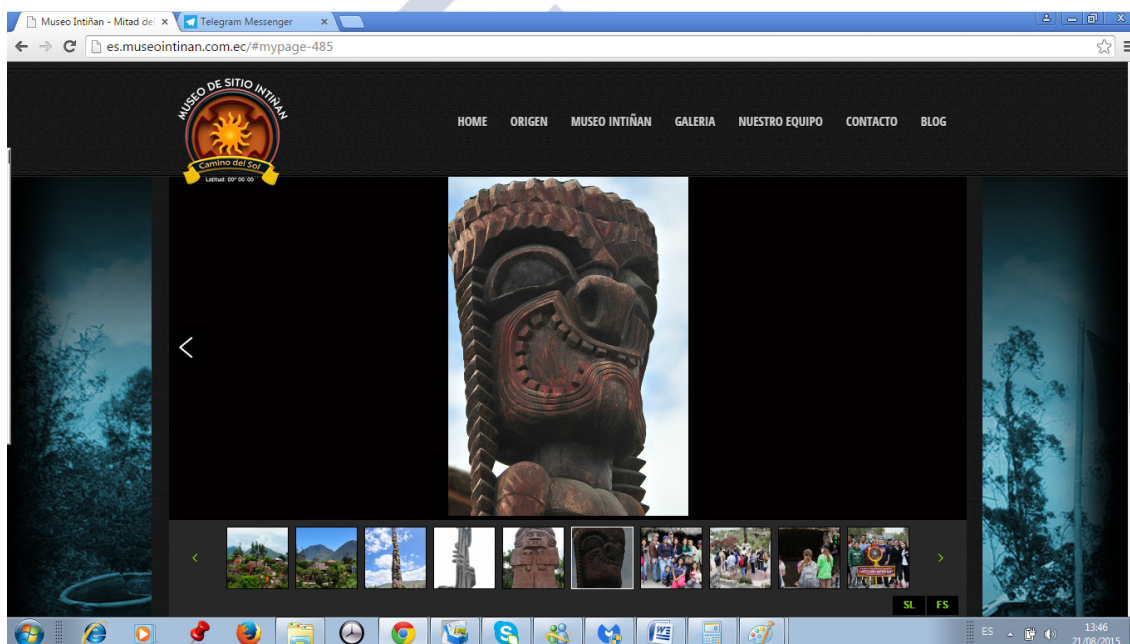 Museo Intiñan - Mitad del
Telegram Messenger
es.museointinan.com.ec/#mypage-485
MUSEO DE SITIO INTIÑAN
Camino del Sol
Latitud: 00º 00' 00''
HOME ORIGEN MUSEO INTIÑAN GALERIA NUESTRO EQUIPO CONTACTO BLOG
SL FS
ES
13:46
21/08/2015